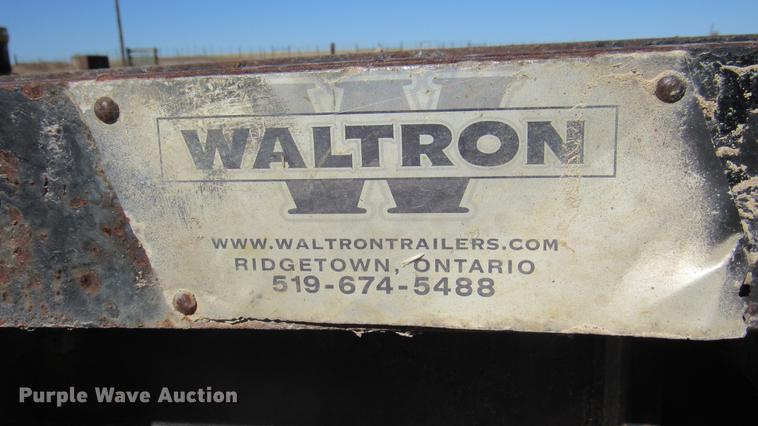 WALTRON
WWW.WALTRONTRAILERS.COM
RIDGETOWN, ONTARIO
519-674-5488
Purple Wave Auction